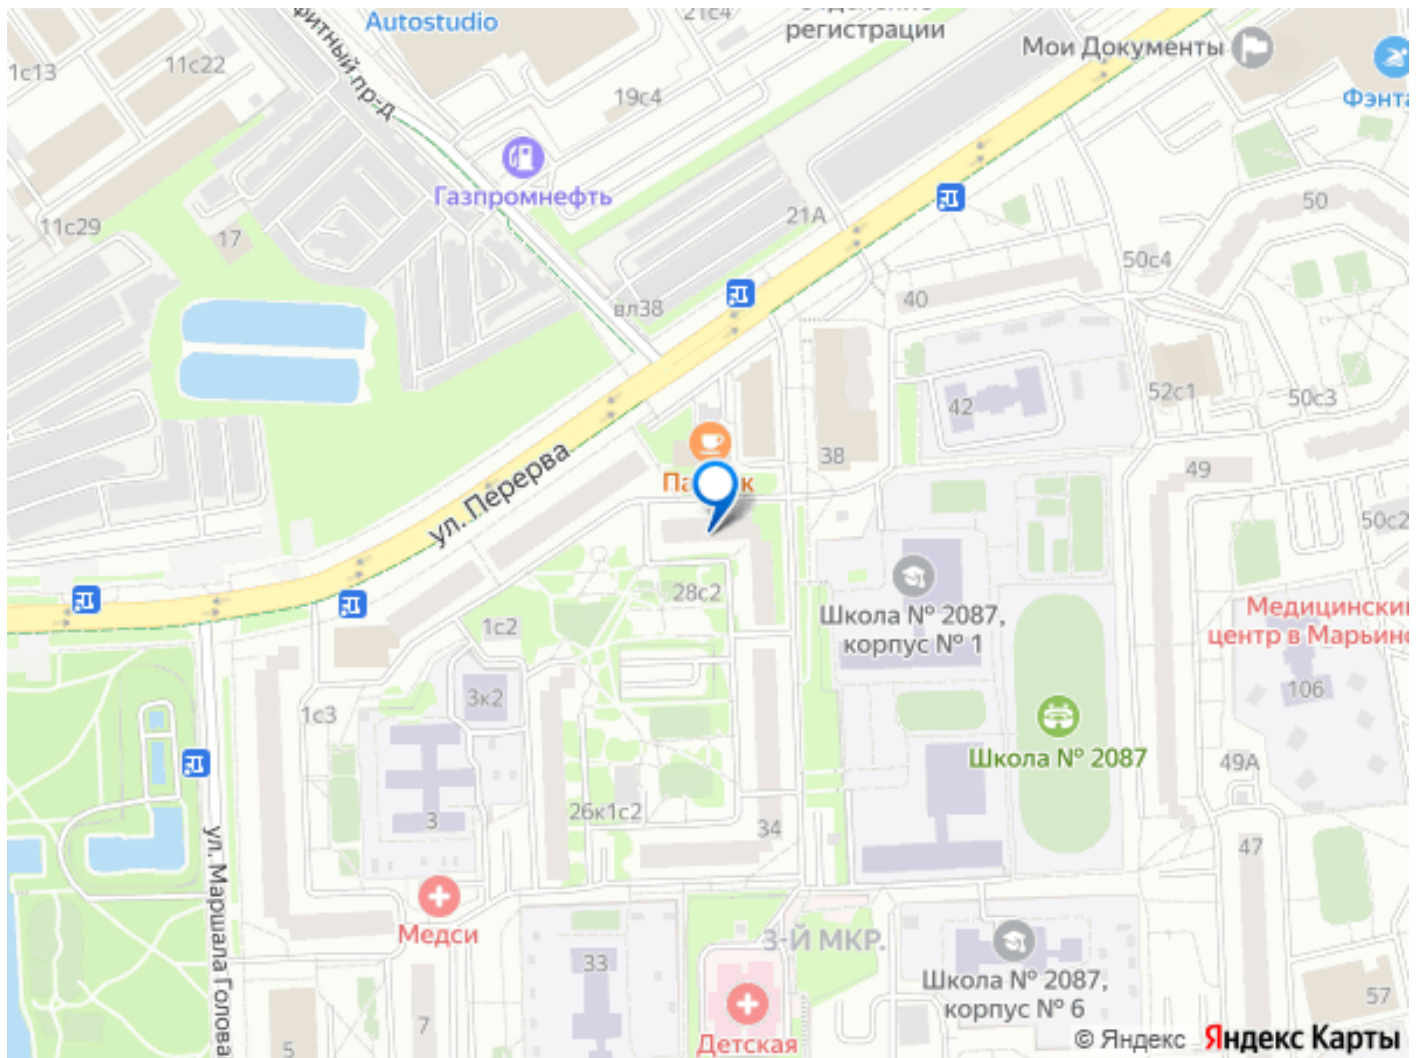 Autostudio
21с4
регистрации
Мои Документы
1с13
11с22
19с4
Фэнта
Газпромнефть
21А
50
11с29
17
50с4
вл38
40
52с1
50с3
42
38
49
ул. Перерва
50с2
28с2
Школа № 2087,
корпус № 1
Медицинский
центр в Марьино
1с2
3к2
106
1с3
Школа № 2087
49А
26к1с2
3
34
47
ул. Маршала Голова
Медси
3-Й МКР.
33
Школа № 2087,
корпус № 6
57
7
5
Детская
© Яндекс Яндекс Карты